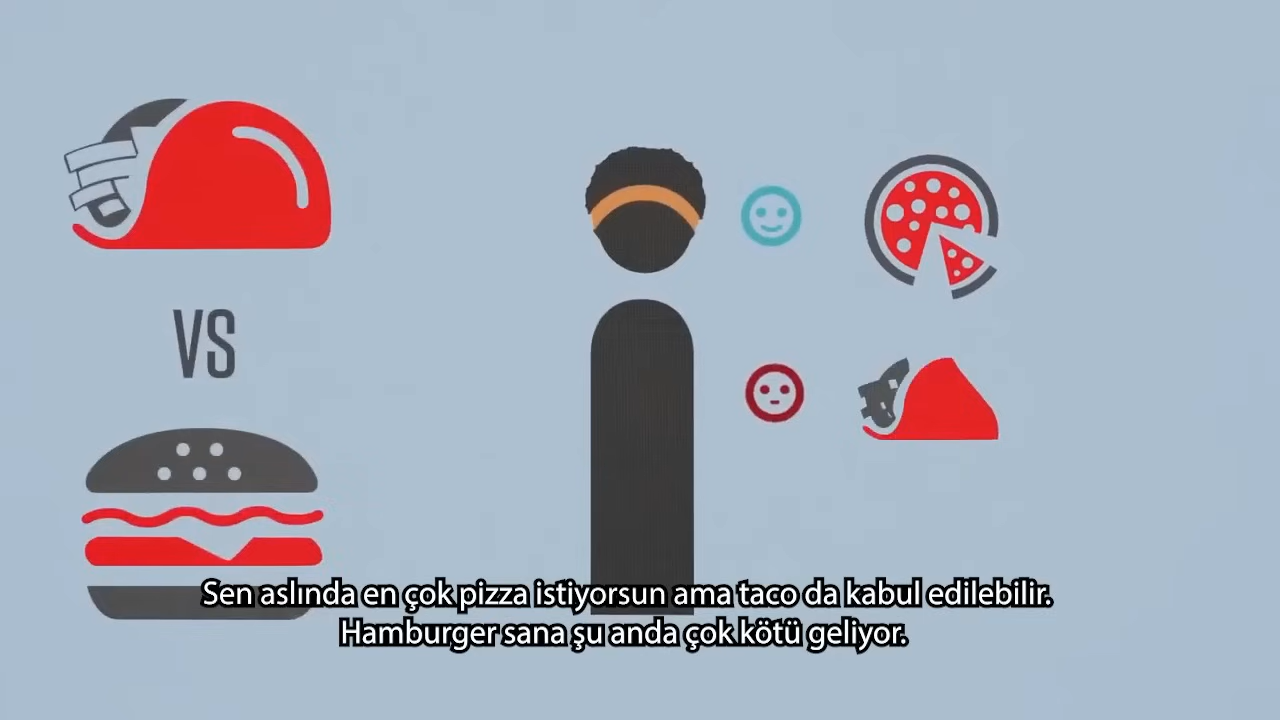 VS
Sen aslında en çok pizza istiyorsun ama taco da kabul edilebilir.
Hamburger sana şu anda çok kötü geliyor.